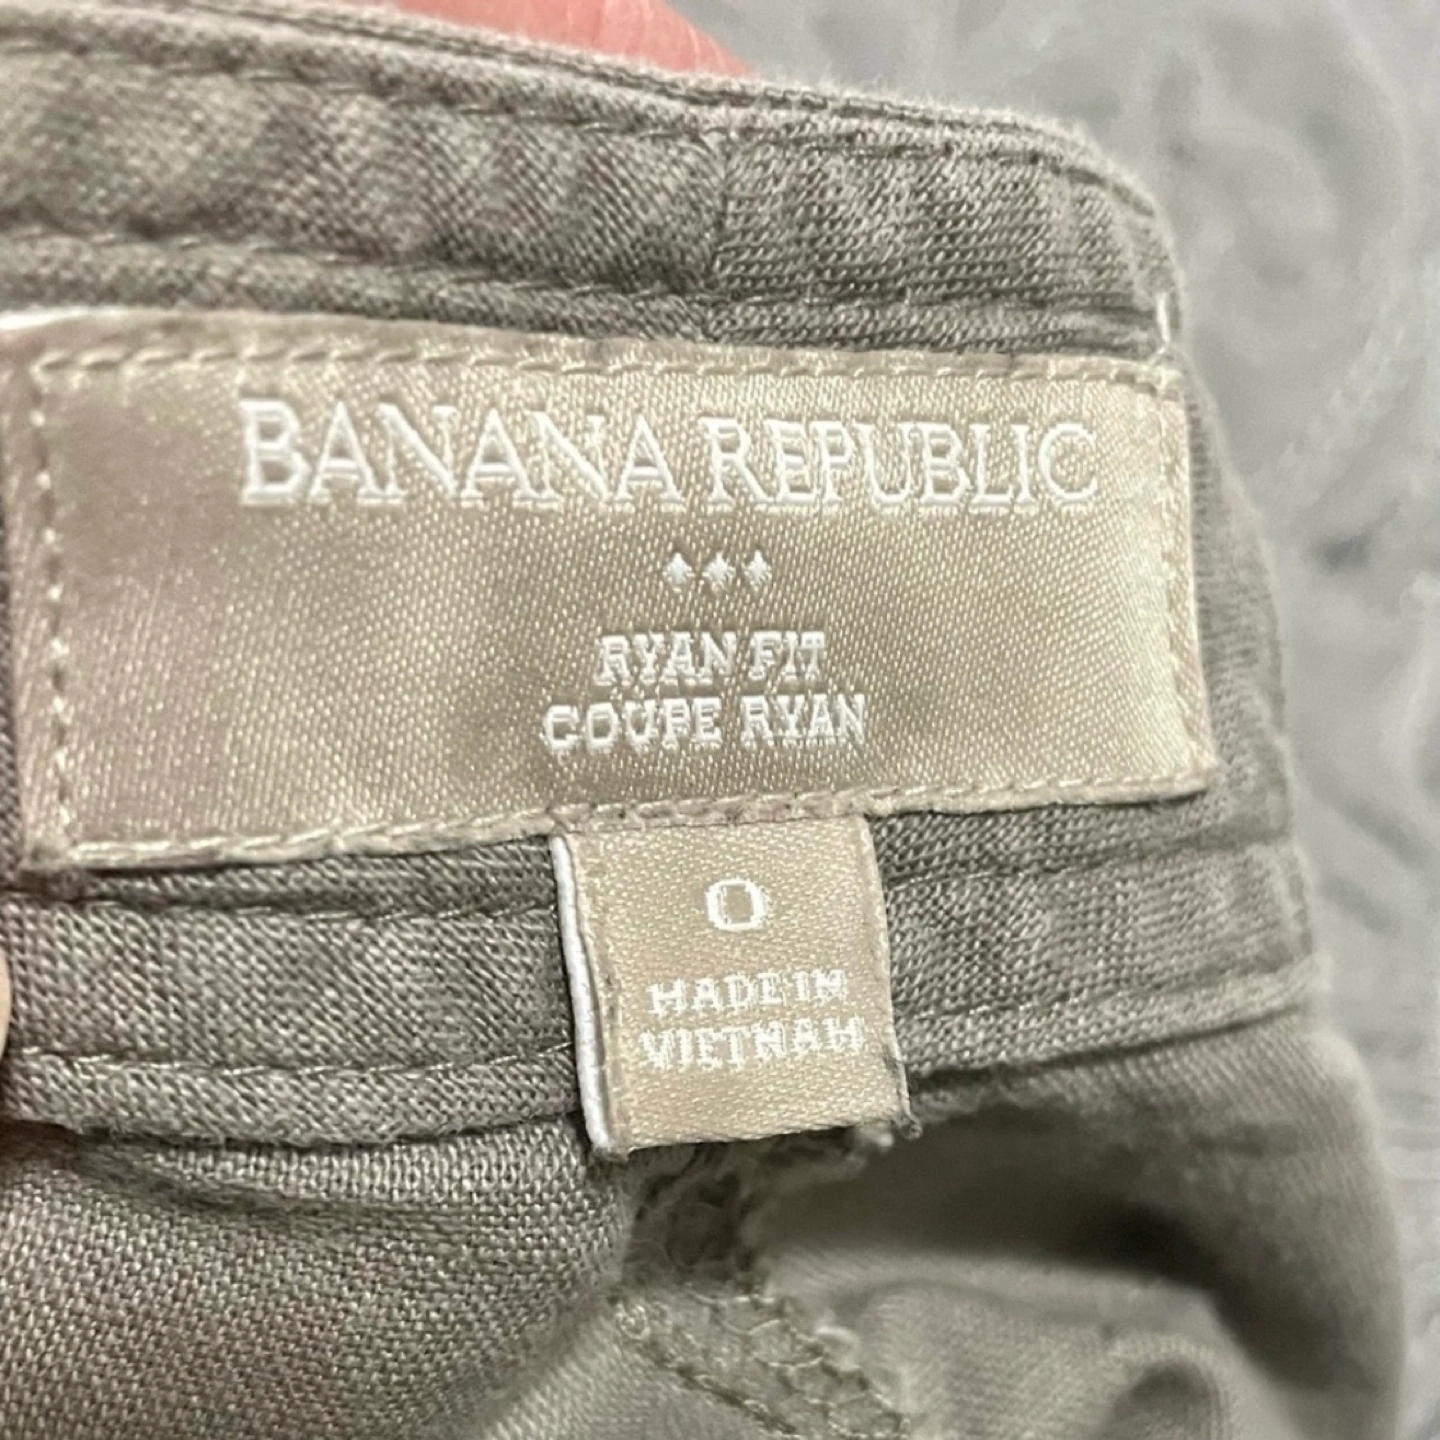 BANANA REPUBLIC
RYAN FIT
COUPE RYAN
0
MADE IN
VIETNAM